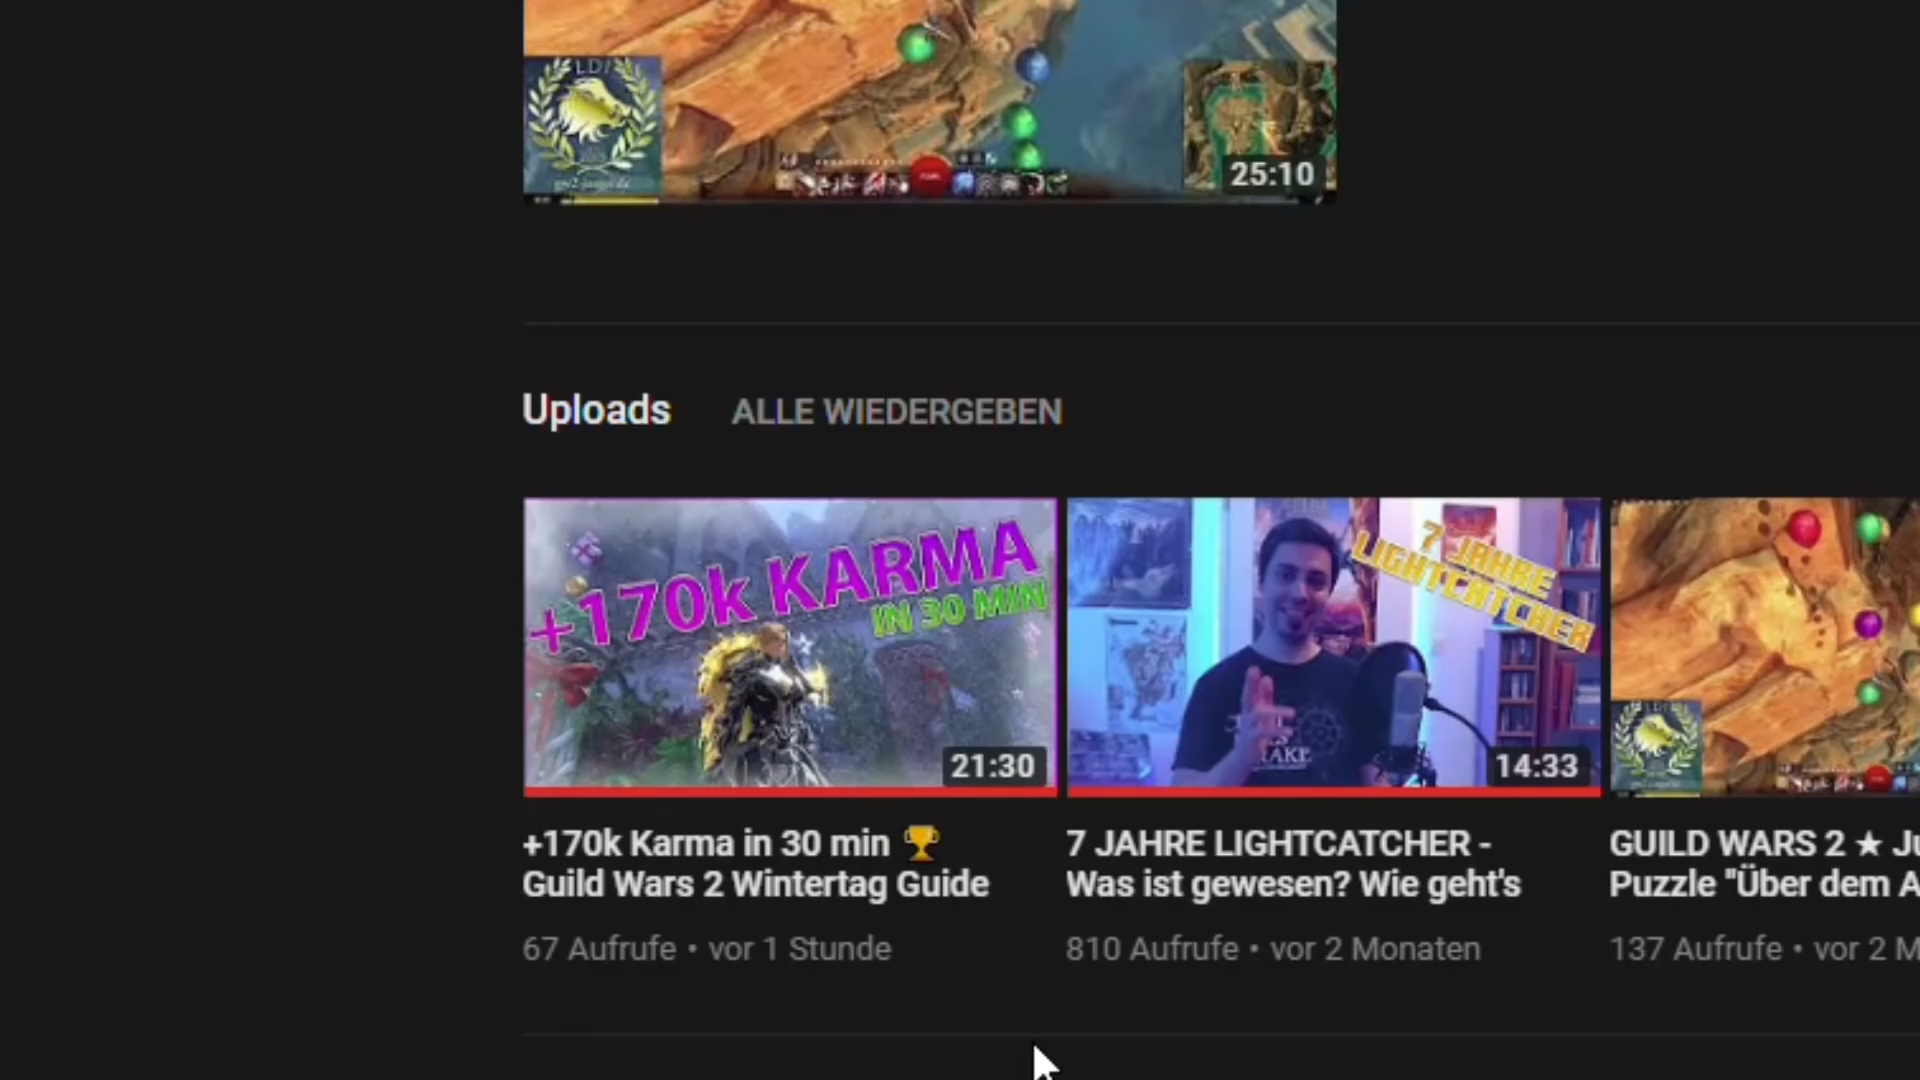 LDI
25:10
Uploads
ALLE WIEDERGEBEN
+170k KARMA
IN 30 MIN
21:30
7 JAHRE
LIGHTCATCHER
14:33
+170k Karma in 30 min 🏆
Guild Wars 2 Wintertag Guide
67 Aufrufe • vor 1 Stunde
7 JAHRE LIGHTCATCHER -
Was ist gewesen? Wie geht's
810 Aufrufe • vor 2 Monaten
GUILD WARS 2 ★ Ju
Puzzle "Über dem A
137 Aufrufe • vor 2 M